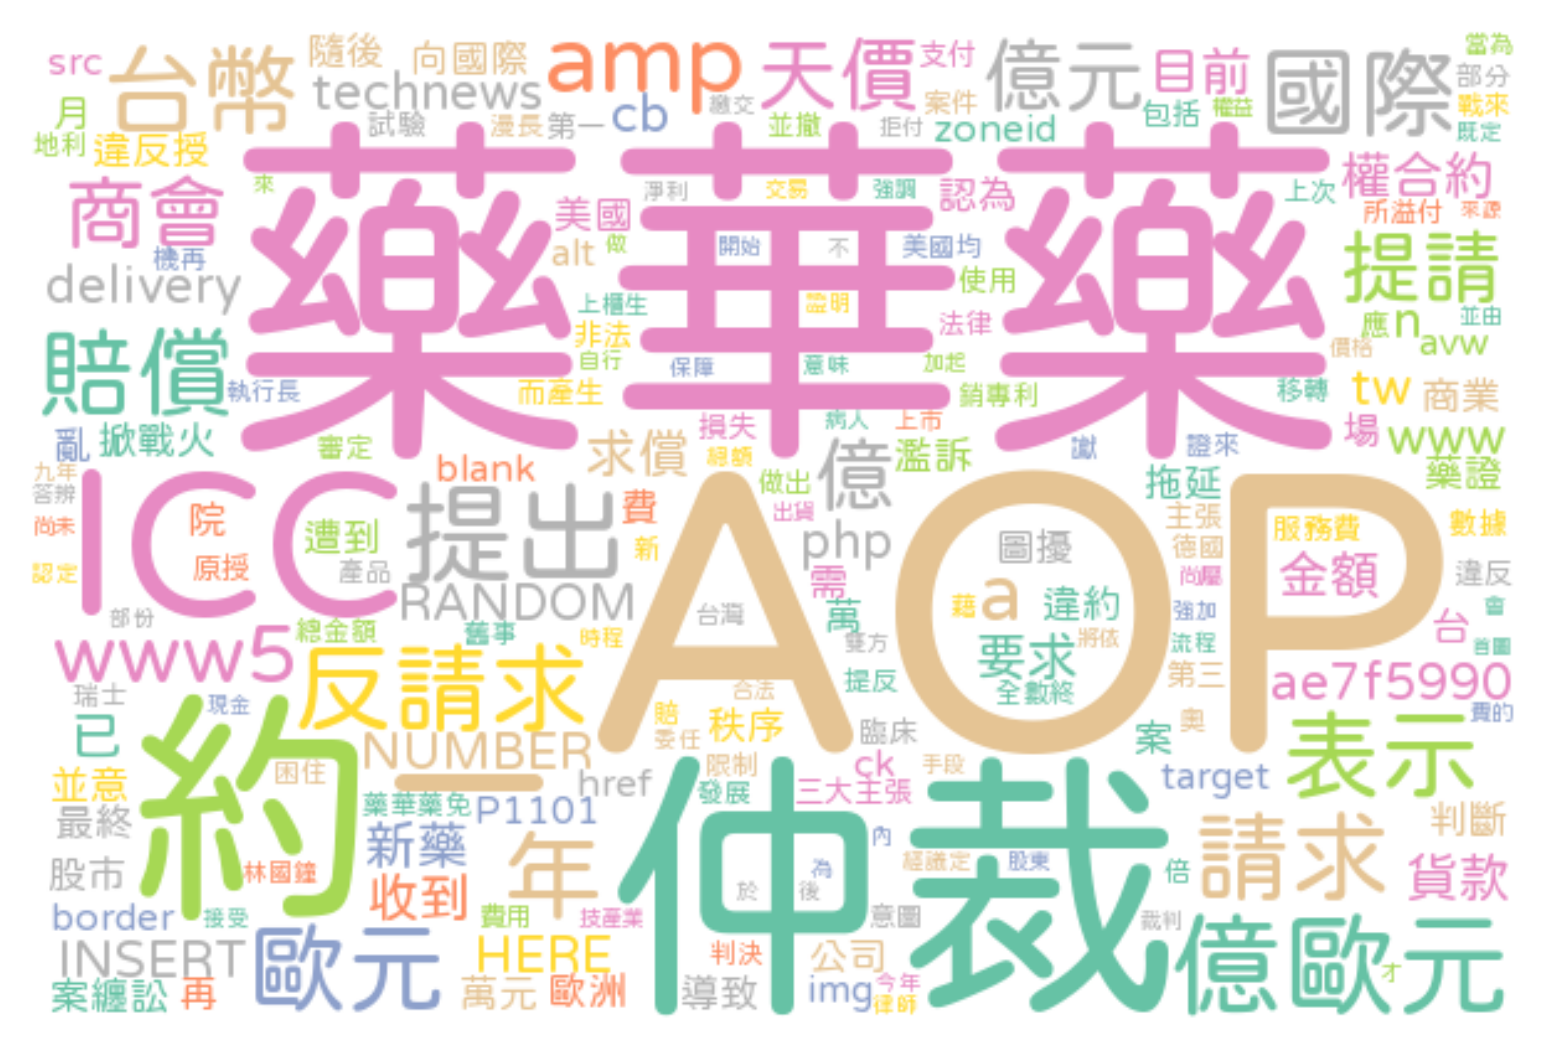 src
台幣
隨後
向國際
amp
天價
支付
億元
目前
國際
當為
部分
月
technews
試驗
漫長
第一
cb
繳交
並撤
案件
拒付
zoneid
包括
權益
戰來
既定
地利
違反授
藥華藥
來
淨利
交易
強調
認為
上次
權合約
所溢付
來源
商會
機再
美國
alt
做
開始
不
美國均
提請
delivery
上櫃生
證明
使用
非法
法律
應
n
並由
avw
賠償
執行長
自行
保障
意味
加起
價格
而產生
銷專利
移轉
tw
商業
亂
掀戰火
審定
求償
損失
病人
上市
總額
億
濫訴
證來
場
www
藥證
九年
答辨
尚未
認定
ICC
院
原授
blank
遭到
產品
提出
費
新
做出
出貨
php
AOP
拖延
主張
德國
尚屬
圖擾
服務費
金額
數據
違反
部份
RANDOM
台灣
需
萬
雙方
藉
a
違約
強加
要求
將依
流程
全數終
第三
台
會
首圖
www5
總金額
舊事
時程
反請求
提反
ae7f5990
費的
瑞士
現金
已
約
NUMBER
_
合法
賠
委任
秩序
臨床
案
奧
表示
並意
困住
href
限制
ck
手段
target
最終
藥華藥免
P1101
發展
三大主張
仲裁
內
請求
判斷
股市
林國鐘
新藥
收到
年
為
於
後
經議定
股東
倍
貨款
border
接受
費用
技產業
意圖
裁判
INSERT
歐元
HERE
判決
公司
億歐元
才
案纏訟
再
萬元
歐洲
導致
img
今年
律師